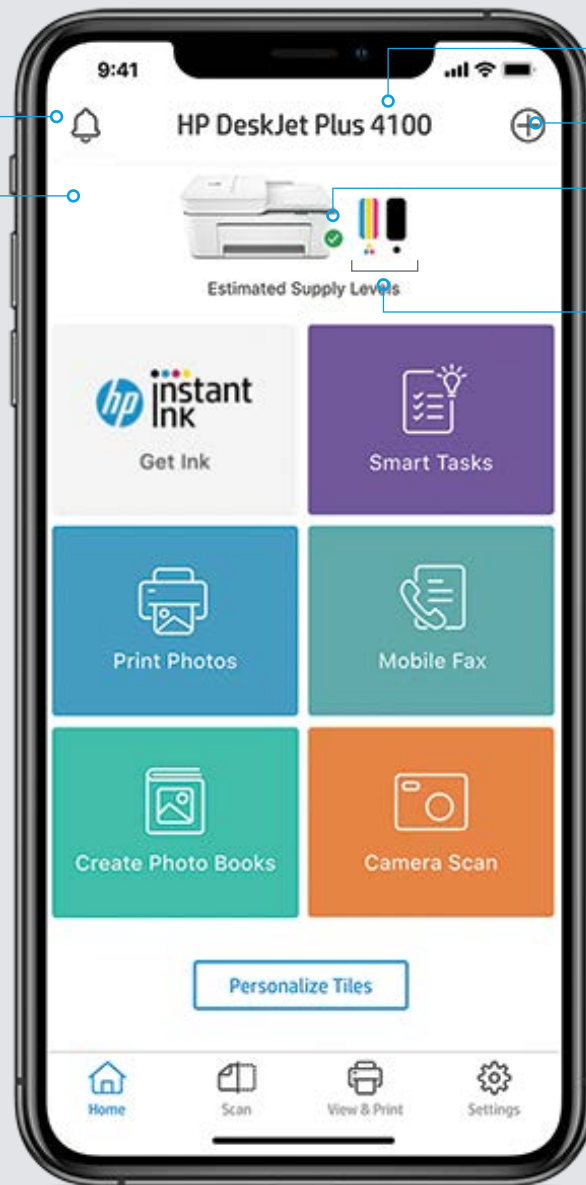 9:41
HP DeskJet Plus 4100
Estimated Supply Levels
hp instant ink
Get Ink
Smart Tasks
Print Photos
Mobile Fax
Create Photo Books
Camera Scan
Personalize Tiles
Home
Scan
View & Print
Settings